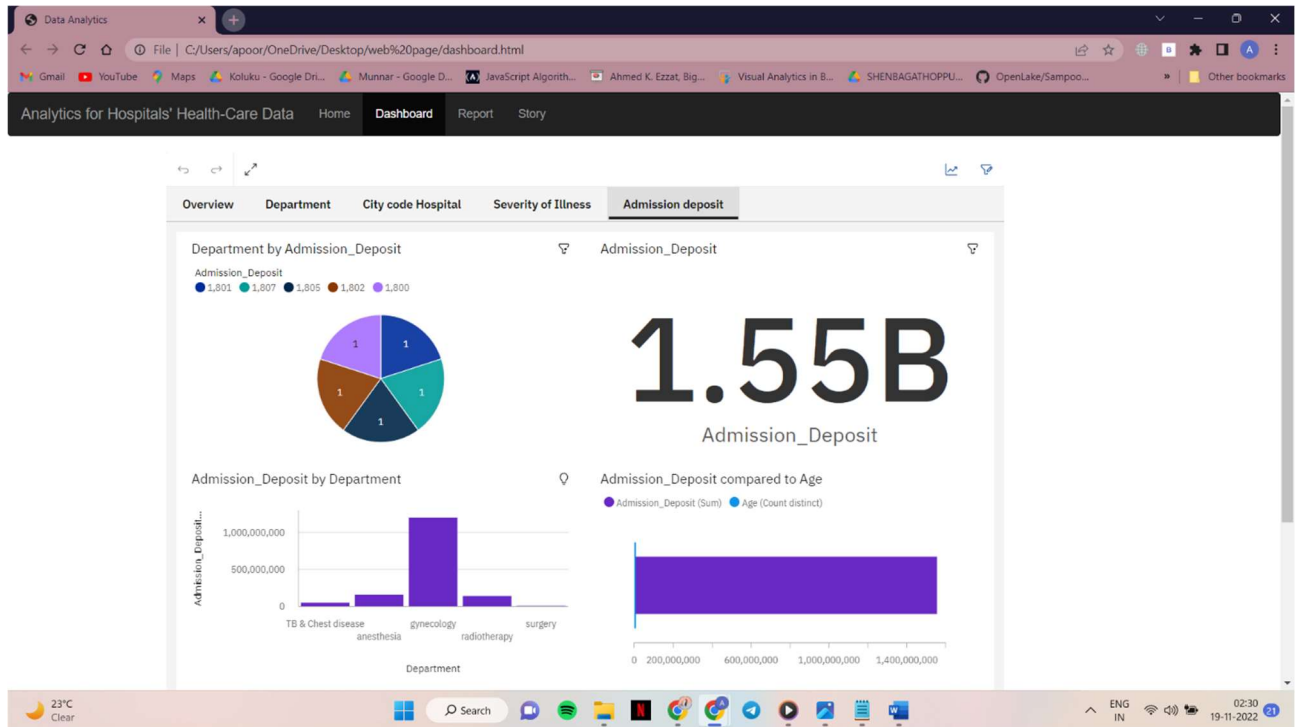 Data Analytics
File | C:/Users/apoor/OneDrive/Desktop/web%20page/dashboard.html
A
Gmail YouTube Maps Koluku - Google Dri... Munnar - Google D... JavaScript Algorith... Ahmed K. Ezzat, Big... Visual Analytics in B... SHENBAGATHOPPU... OpenLake/Sampoo... » Other bookmarks
Analytics for Hospitals' Health-Care Data Home Dashboard Report Story
Overview Department City code Hospital Severity of Illness Admission deposit
Department by Admission_Deposit
Admission_Deposit
1,801 1,807 1,805 1,802 1,800
1 1
1 1
1
Admission_Deposit
1.55B
Admission_Deposit
Admission_Deposit by Department
Admission_Deposit...
1,000,000,000
500,000,000
0
TB & Chest disease gynecology surgery
anesthesia radiotherapy
Department
Admission_Deposit compared to Age
Admission_Deposit (Sum) Age (Count distinct)
0 200,000,000 600,000,000 1,000,000,000 1,400,000,000
23°C
Clear
Search
ENG
IN
02:30
19-11-2022
21